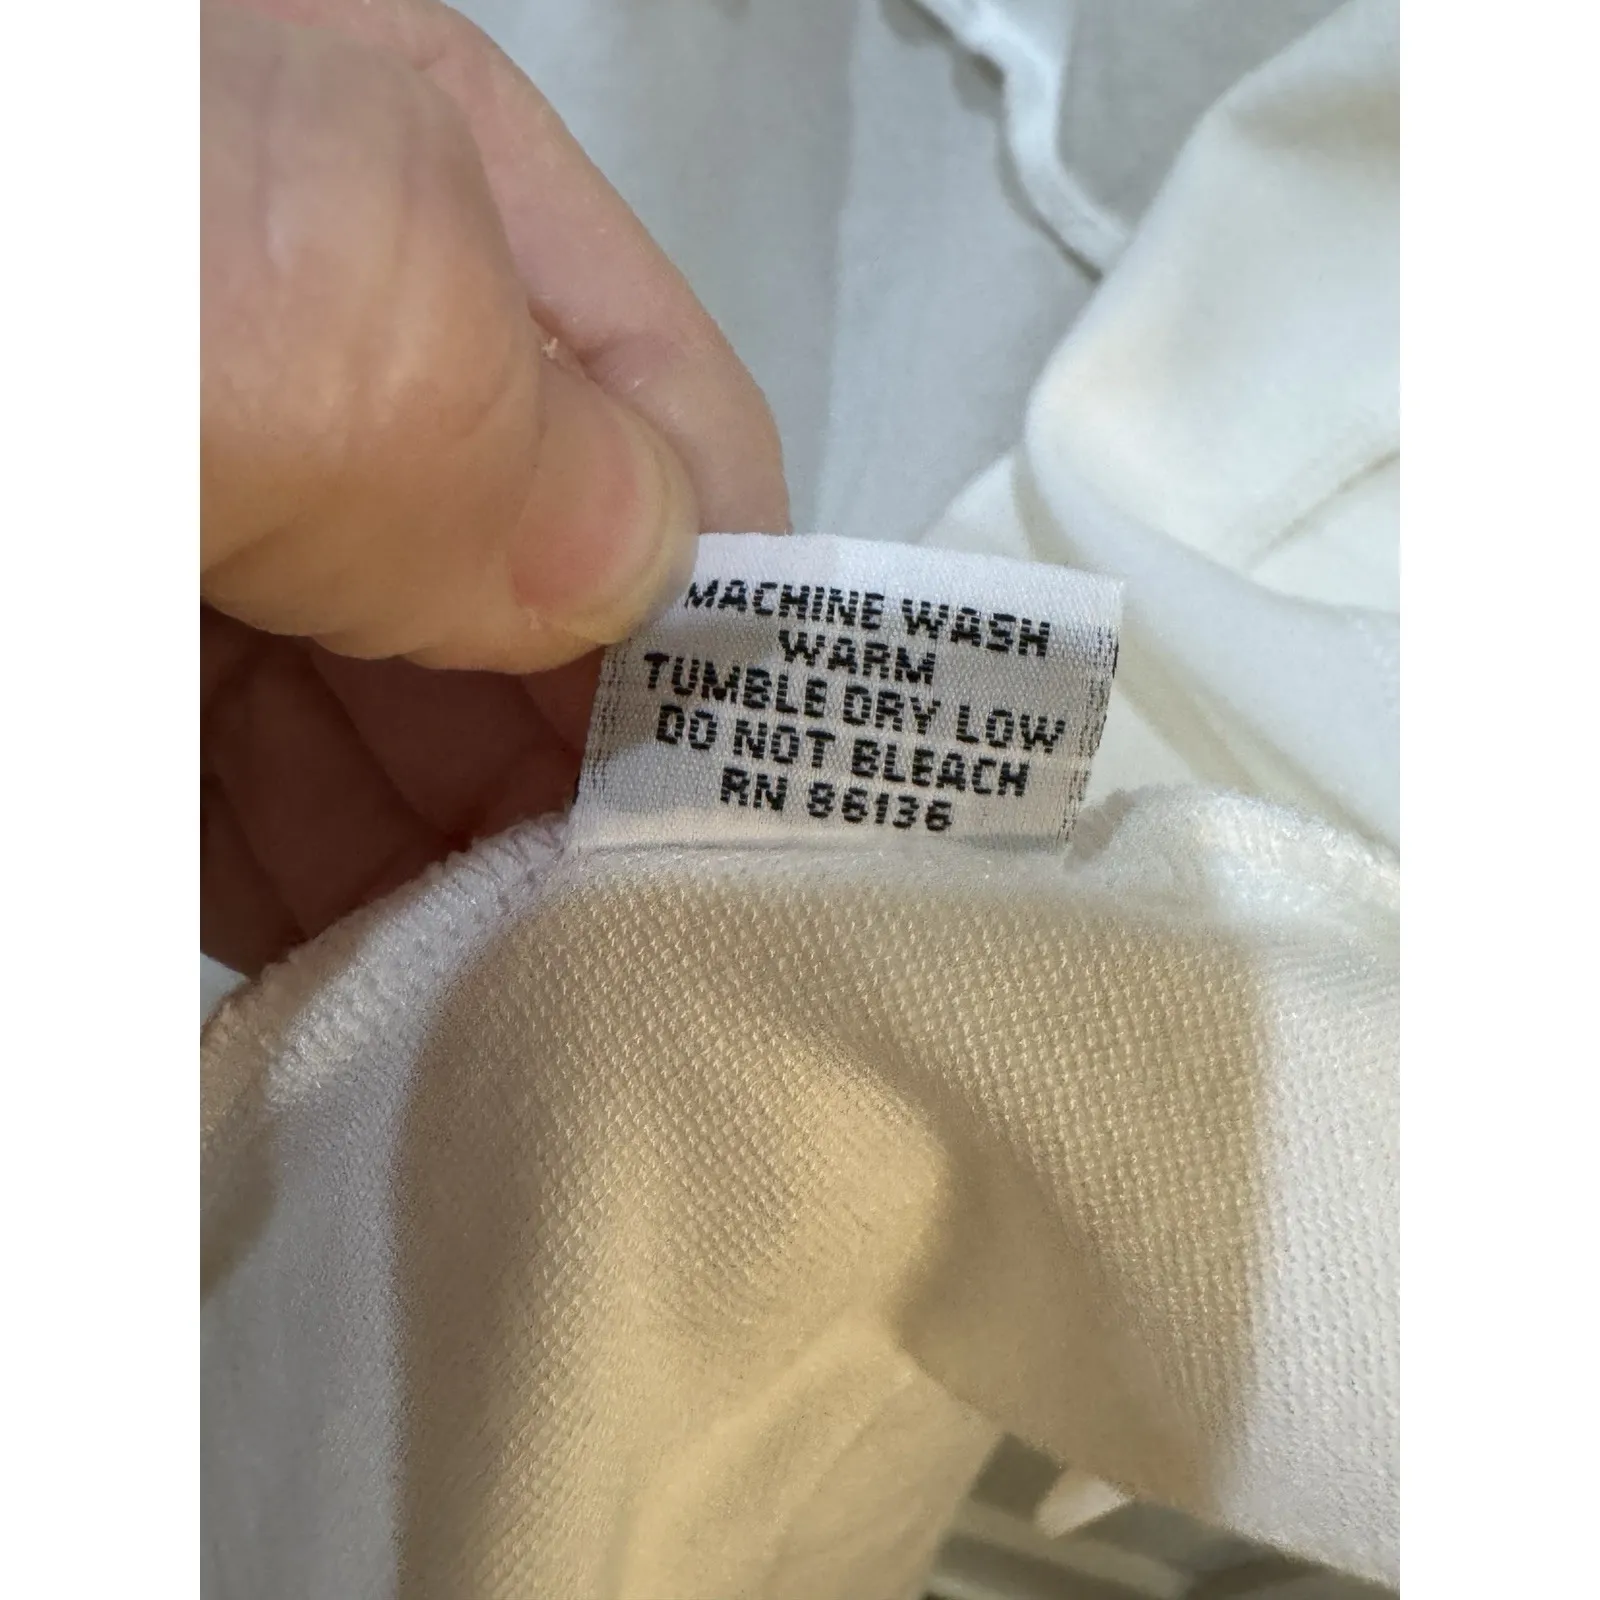 MACHINE WASH
WARM
TUMBLE DRY LOW
DO NOT BLEACH
RN 86136